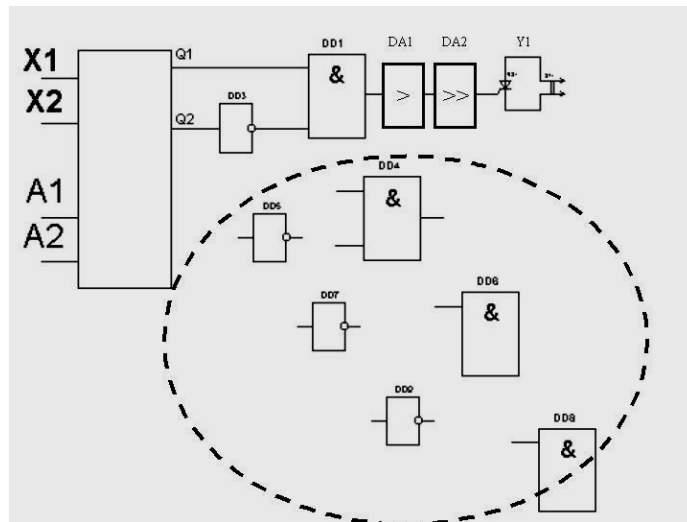 X1
Q1
DD1
DA1
DA2
Y1
&
>
>>
X2
Q2
DD3
DD4
&
A1
A2
DD5
DD7
DD6
&
DD9
DD8
&